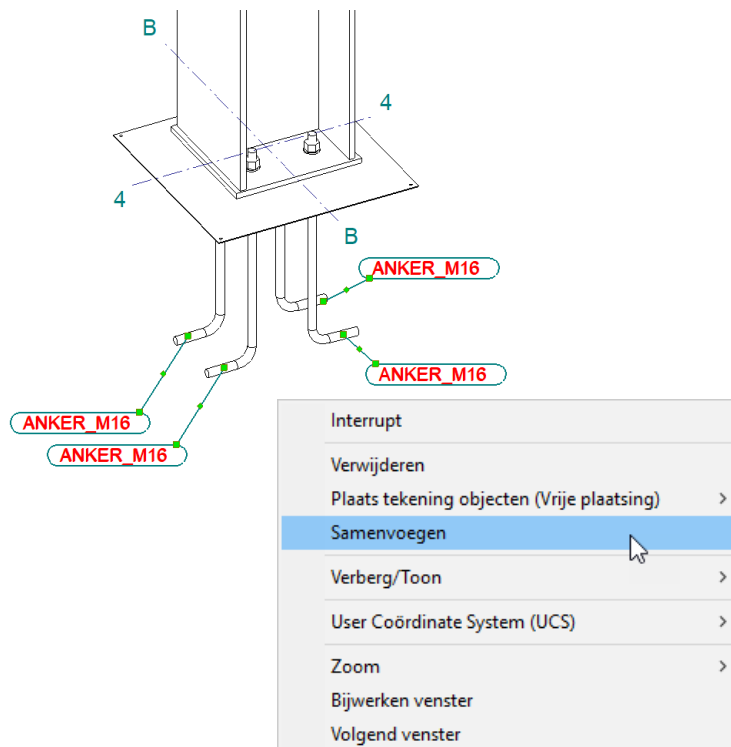 B
4
4
B
ANKER_M16
ANKER_M16
ANKER_M16
ANKER_M16
Interrupt
Verwijderen
Plaats tekening objecten (Vrije plaatsing)
Samenvoegen
Verberg/Toon
User Coördinate System (UCS)
Zoom
Bijwerken venster
Volgend venster